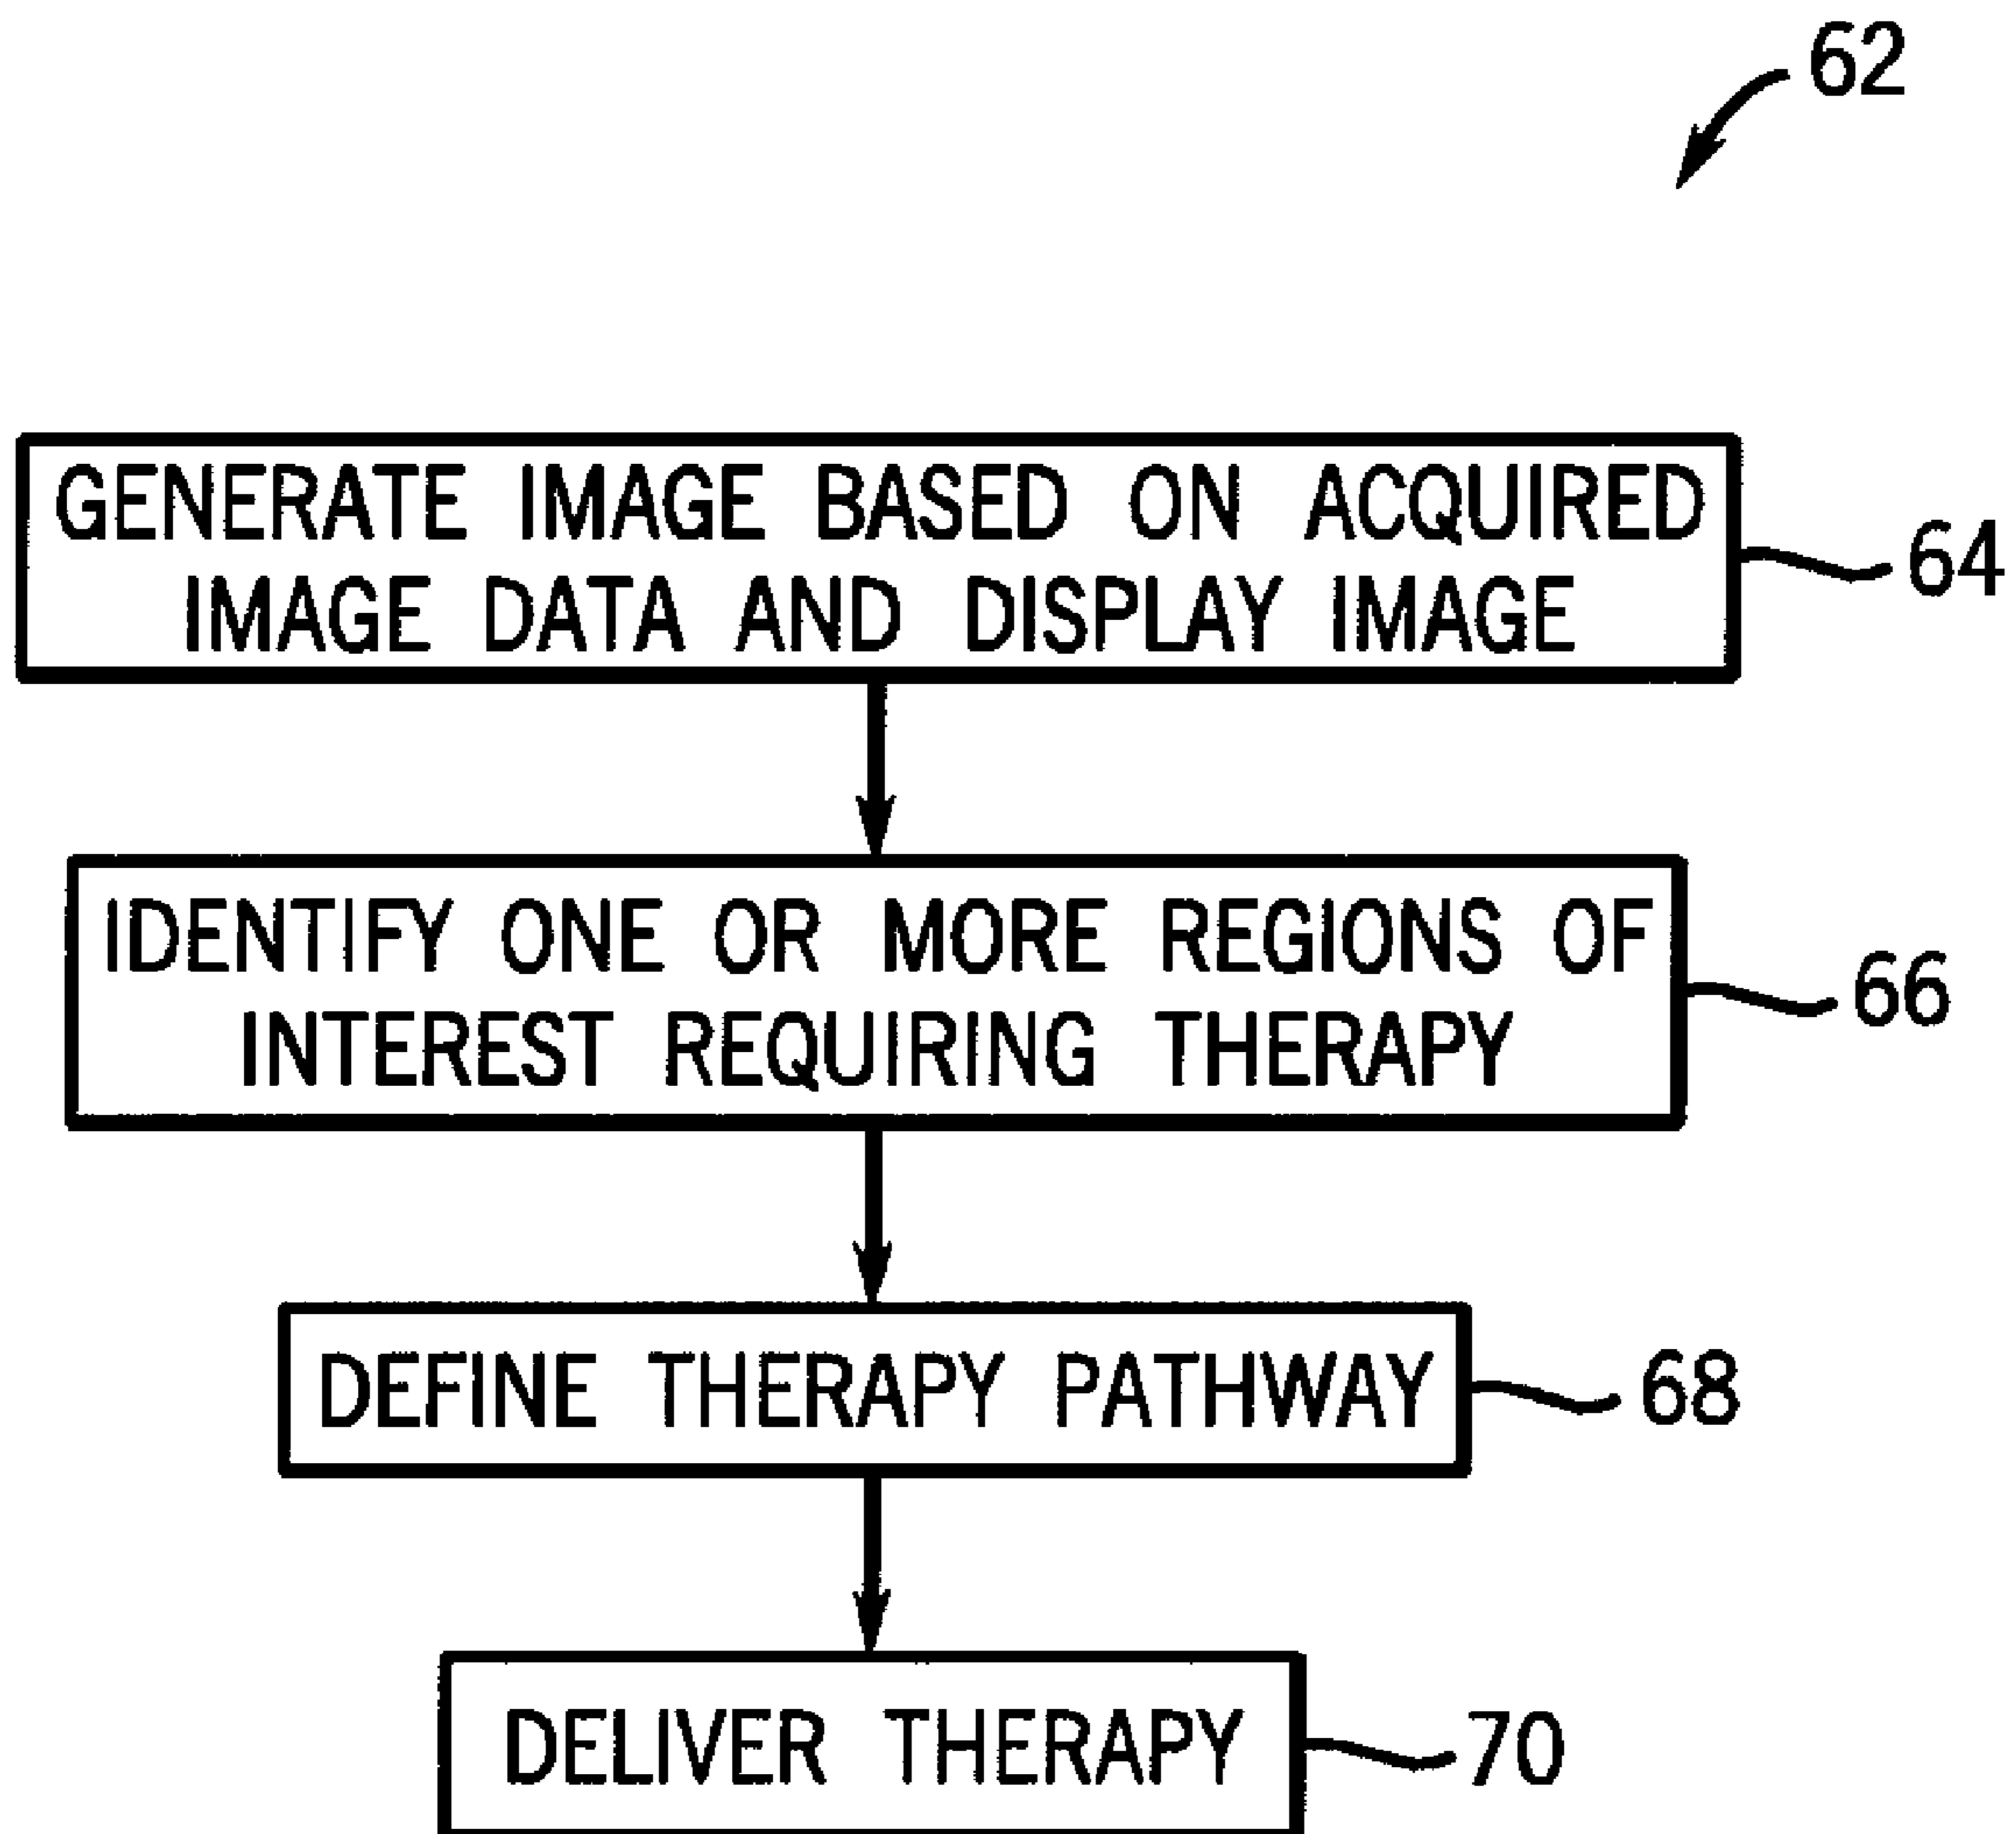 62
GENERATE IMAGE BASED ON ACQUIRED
IMAGE DATA AND DISPLAY IMAGE
64
IDENTIFY ONE OR MORE REGIONS OF
INTEREST REQUIRING THERAPY
66
DEFINE THERAPY PATHWAY
68
DELIVER THERAPY
70